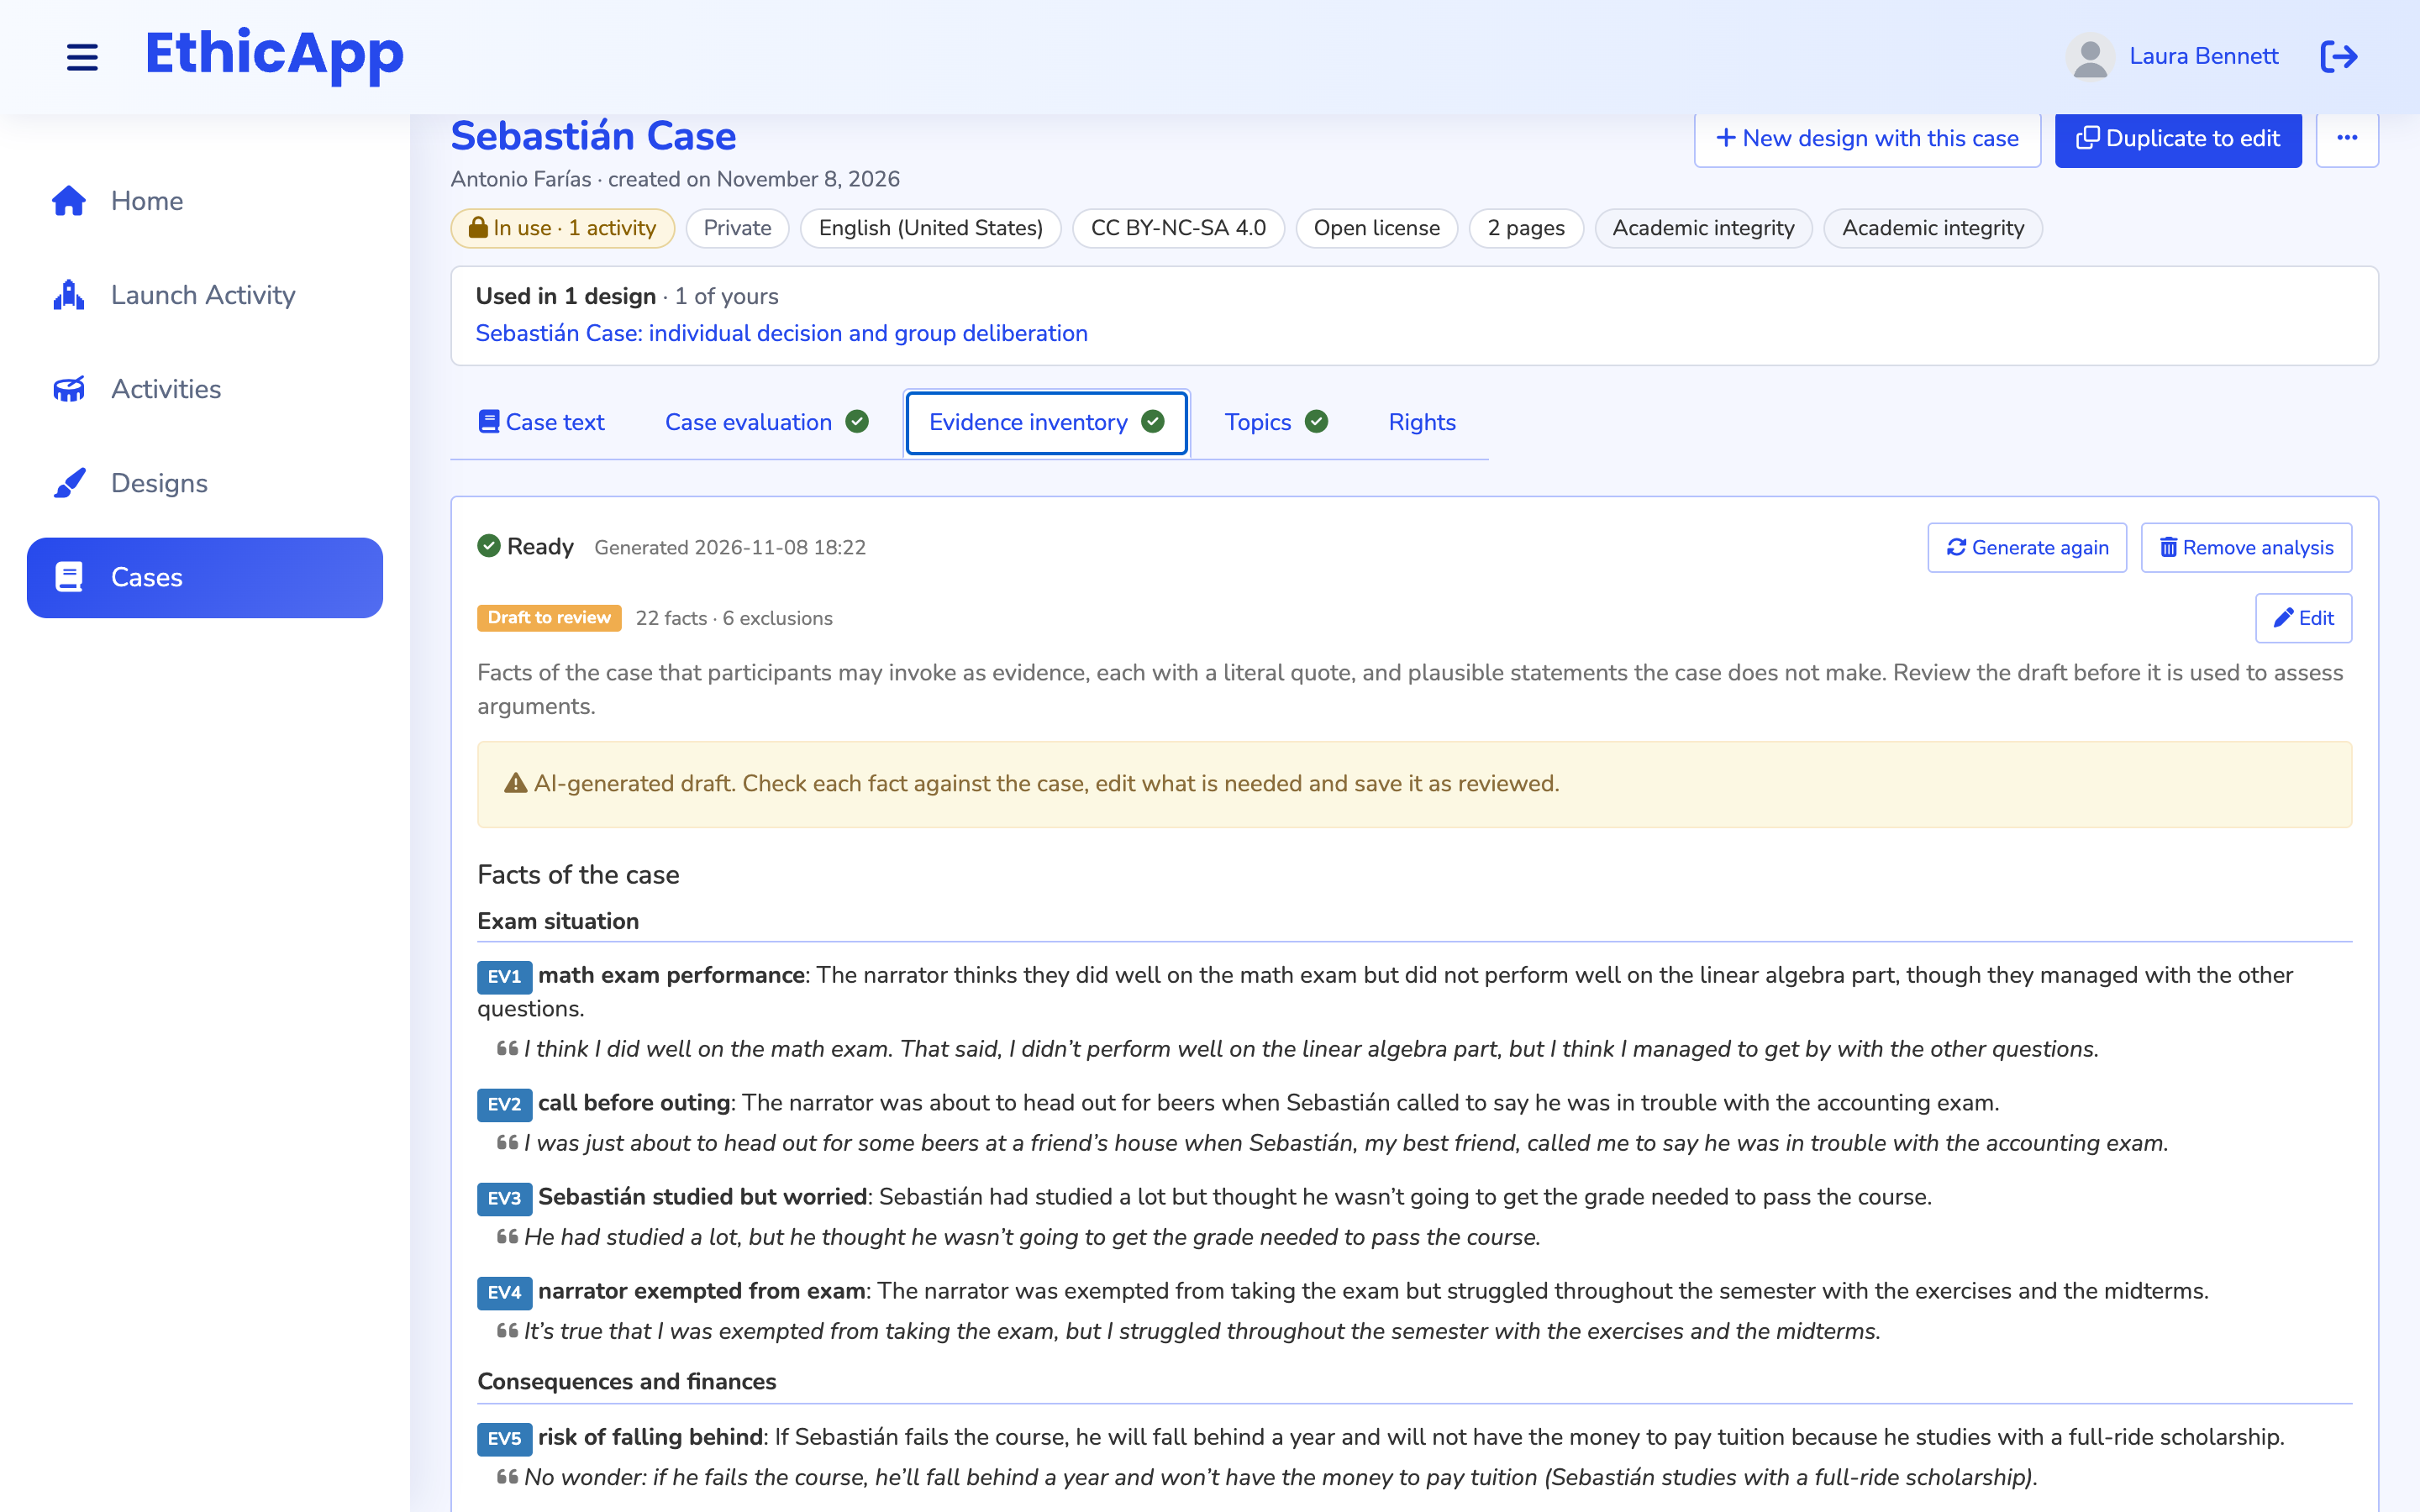 EthicApp
Laura Bennett
Home
Launch Activity
Activities
Designs
Cases
Sebastián Case
+ New design with this case
Duplicate to edit
Antonio Farías · created on November 8, 2026
In use · 1 activity
Private
English (United States)
CC BY-NC-SA 4.0
Open license
2 pages
Academic integrity
Academic integrity
Used in 1 design · 1 of yours
Sebastián Case: individual decision and group deliberation
Case text
Case evaluation
Evidence inventory
Topics
Rights
Ready Generated 2026-11-08 18:22
Generate again
Remove analysis
Draft to review 22 facts · 6 exclusions
Edit
Facts of the case that participants may invoke as evidence, each with a literal quote, and plausible statements the case does not make. Review the draft before it is used to assess
arguments.
AI-generated draft. Check each fact against the case, edit what is needed and save it as reviewed.
Facts of the case
Exam situation
EV1 math exam performance: The narrator thinks they did well on the math exam but did not perform well on the linear algebra part, though they managed with the other
questions.
I think I did well on the math exam. That said, I didn’t perform well on the linear algebra part, but I think I managed to get by with the other questions.
EV2 call before outing: The narrator was about to head out for beers when Sebastián called to say he was in trouble with the accounting exam.
I was just about to head out for some beers at a friend’s house when Sebastián, my best friend, called me to say he was in trouble with the accounting exam.
EV3 Sebastián studied but worried: Sebastián had studied a lot but thought he wasn’t going to get the grade needed to pass the course.
He had studied a lot, but he thought he wasn’t going to get the grade needed to pass the course.
EV4 narrator exempted from exam: The narrator was exempted from taking the exam but struggled throughout the semester with the exercises and the midterms.
It’s true that I was exempted from taking the exam, but I struggled throughout the semester with the exercises and the midterms.
Consequences and finances
EV5 risk of falling behind: If Sebastián fails the course, he will fall behind a year and will not have the money to pay tuition because he studies with a full-ride scholarship.
No wonder: if he fails the course, he’ll fall behind a year and won’t have the money to pay tuition (Sebastián studies with a full-ride scholarship).